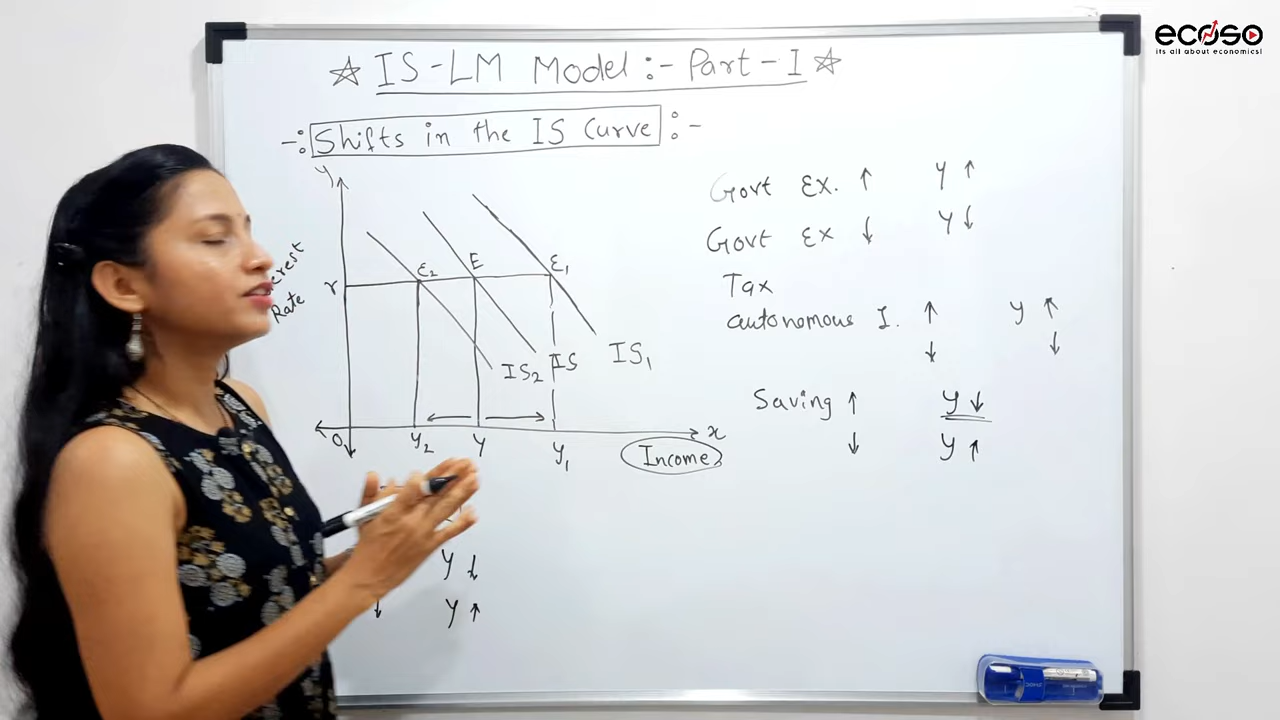 ecoso
its all about economics!
☆ IS-LM Model :- Part-I ☆
-: Shifts in the IS Curve :-
y
Rate
r
E2 E E1
IS2 IS IS1
0 y2 y y1 x
Income
y ↓
↓ y ↑
Govt Ex. ↑ y ↑
Govt Ex ↓ y ↓
Tax
autonomous I. ↑ y ↑
↓ ↓
Saving ↑ y ↓
↓ y ↑